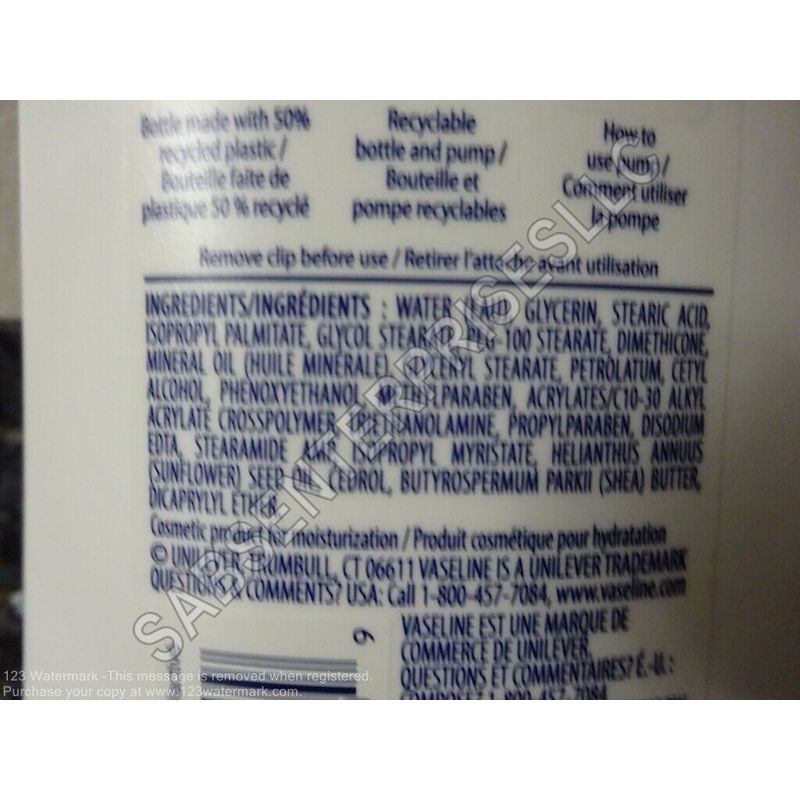 Bottle made with 50%
recycled plastic /
Bouteille faite de
plastique 50 % recyclé
Recyclable
bottle and pump /
Bouteille et
pompe recyclables
How to
use pump /
Comment utiliser
la pompe
Remove clip before use / Retirer l'attache avant utilisation
INGREDIENTS/INGRÉDIENTS : WATER (EAU), GLYCERIN, STEARIC ACID,
ISOPROPYL PALMITATE, GLYCOL STEARATE, PEG-100 STEARATE, DIMETHICONE,
MINERAL OIL (HUILE MINÉRALE), GLYCERYL STEARATE, PETROLATUM, CETYL
ALCOHOL, PHENOXYETHANOL, METHYLPARABEN, ACRYLATES/C10-30 ALKYL
ACRYLATE CROSSPOLYMER, TRIETHANOLAMINE, PROPYLPARABEN, DISODIUM
EDTA, STEARAMIDE AMP, ISOPROPYL MYRISTATE, HELIANTHUS ANNUUS
(SUNFLOWER) SEED OIL, CEDROL, BUTYROSPERMUM PARKII (SHEA) BUTTER,
DICAPRYLYL ETHER.
Cosmetic product for moisturization / Produit cosmétique pour hydratation
© UNILEVER, TRUMBULL, CT 06611 VASELINE IS A UNILEVER TRADEMARK
QUESTIONS & COMMENTS? USA: Call 1-800-457-7084, www.vaseline.com
VASELINE EST UNE MARQUE DE
COMMERCE DE UNILEVER.
QUESTIONS ET COMMENTAIRES? É.-U. :
COMPOSEZ 1-800-457-7084
6
SABSENTERPRISESLLC
123 Watermark -This message is removed when registered.
Purchase your copy at www.123watermark.com.